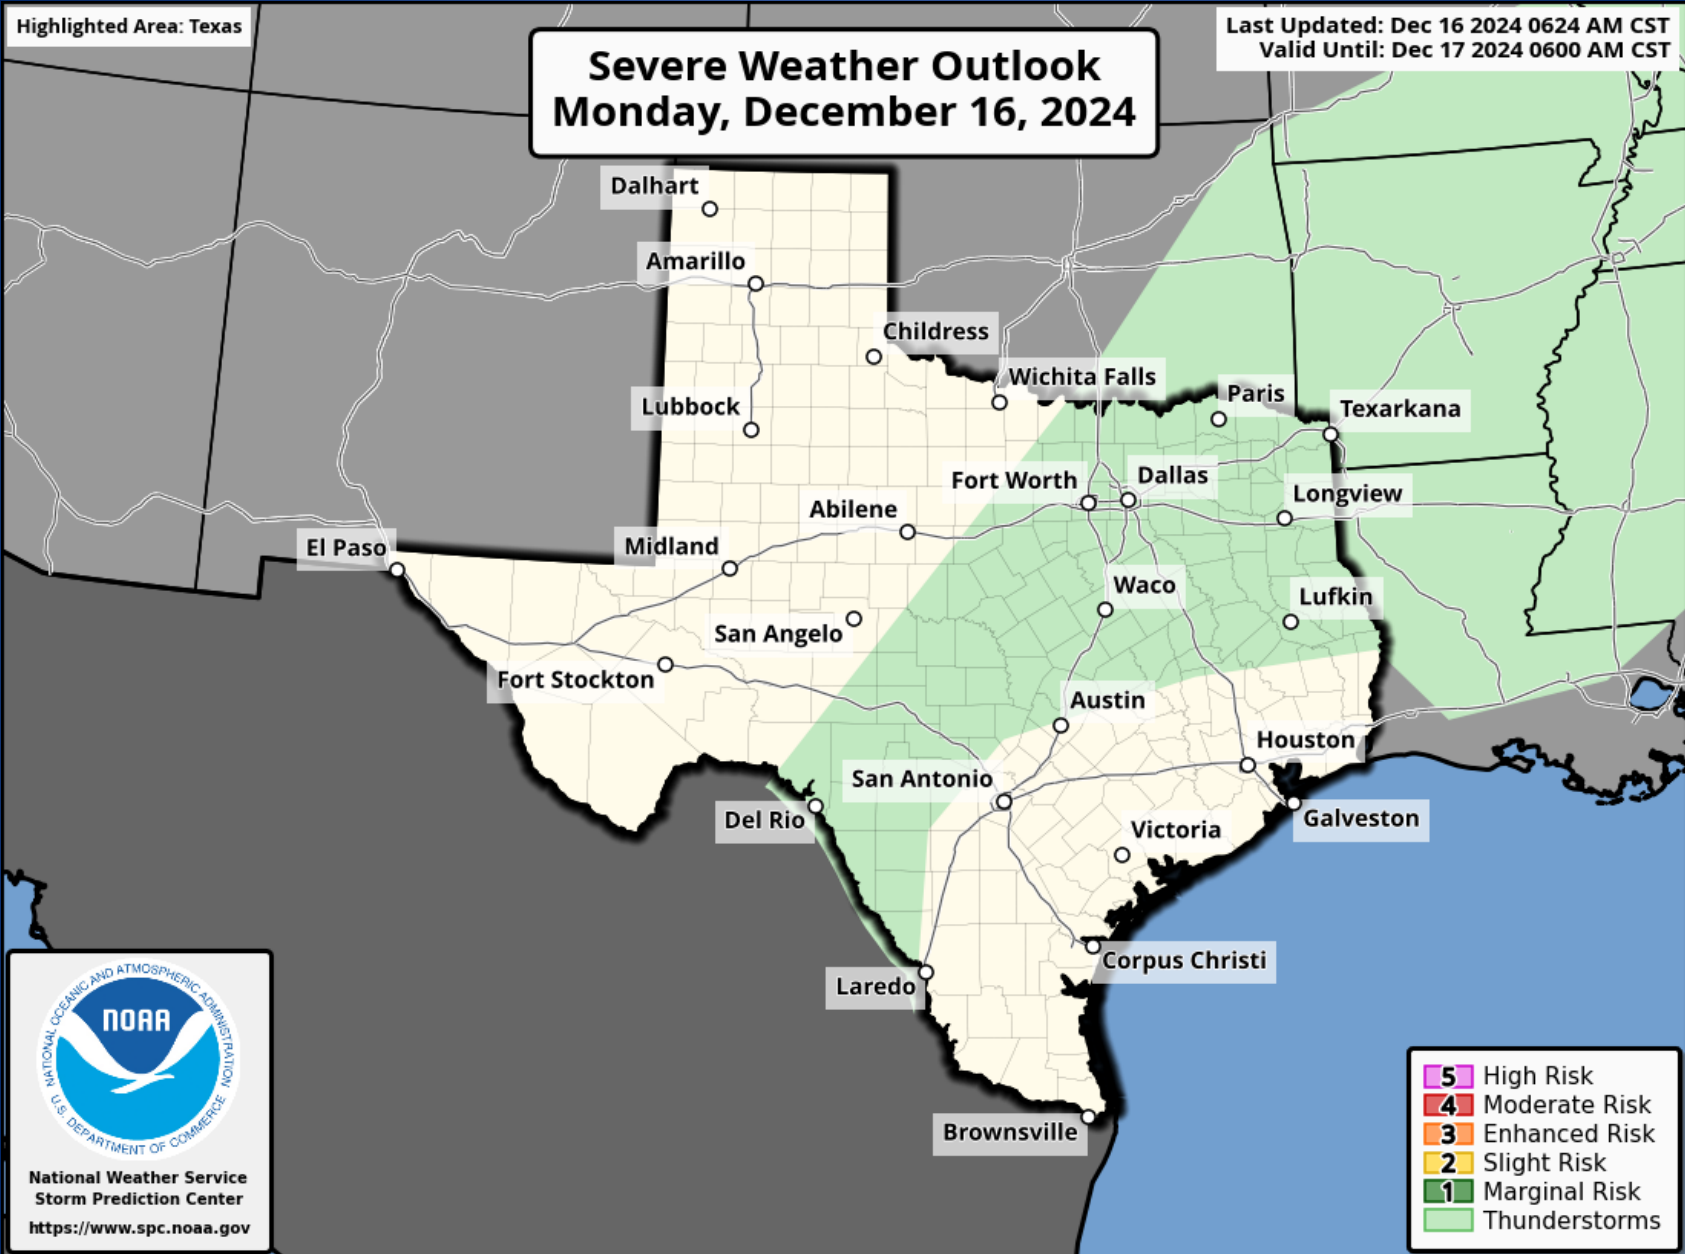 Highlighted Area: Texas
Severe Weather Outlook
Monday, December 16, 2024
Last Updated: Dec 16 2024 0624 AM CST
Valid Until: Dec 17 2024 0600 AM CST
Dalhart
Amarillo
Childress
Wichita Falls
Paris
Texarkana
Lubbock
Fort Worth
Dallas
Longview
Abilene
El Paso
Midland
Waco
Lufkin
San Angelo
Fort Stockton
Austin
Houston
San Antonio
Del Rio
Galveston
Victoria
Corpus Christi
Laredo
Brownsville
NATIONAL OCEANIC AND ATMOSPHERIC ADMINISTRATION
NOAA
U.S. DEPARTMENT OF COMMERCE
National Weather Service
Storm Prediction Center
https://www.spc.noaa.gov
5 High Risk
4 Moderate Risk
3 Enhanced Risk
2 Slight Risk
1 Marginal Risk
Thunderstorms